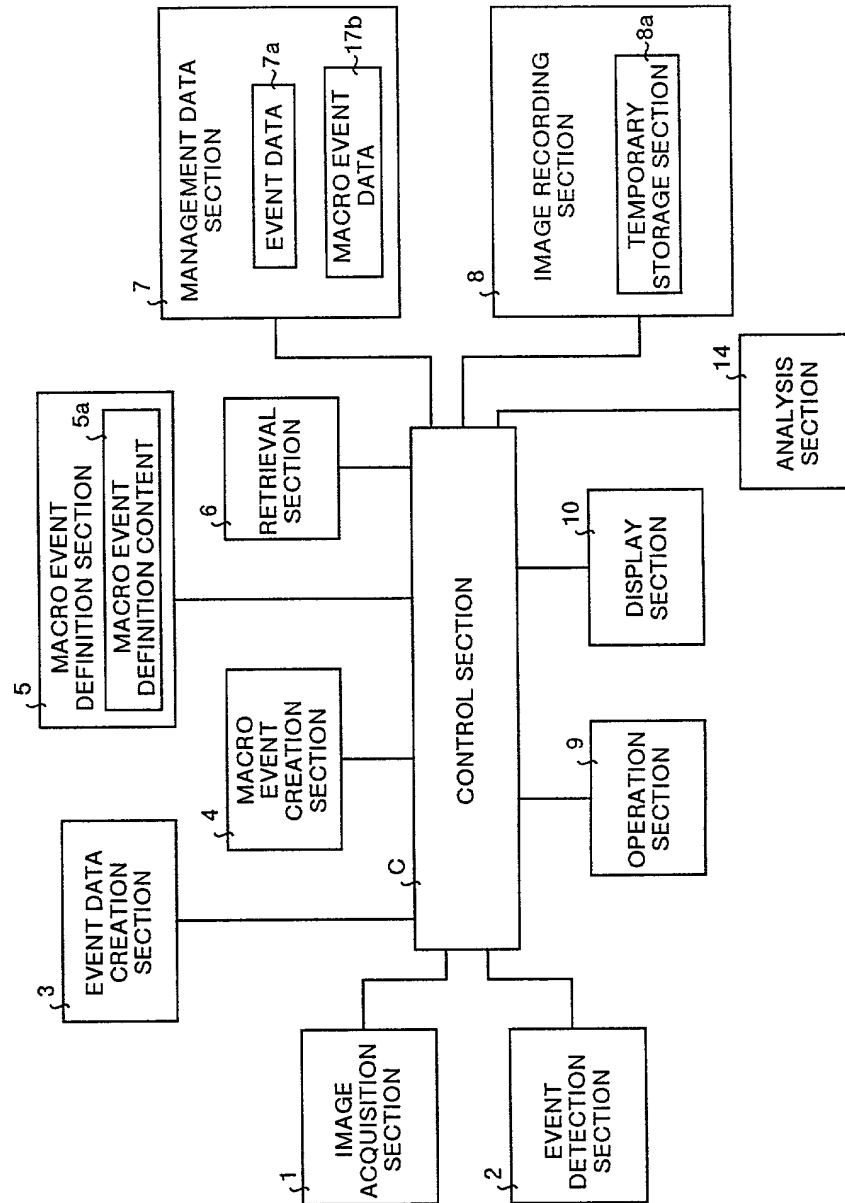 1
IMAGE
ACQUISITION
SECTION
2
EVENT
DETECTION
SECTION
3
EVENT DATA
CREATION
SECTION
4
MACRO
EVENT
CREATION
SECTION
5
MACRO EVENT
DEFINITION SECTION
5a
MACRO EVENT
DEFINITION CONTENT
6
RETRIEVAL
SECTION
7
MANAGEMENT DATA
SECTION
7a
EVENT DATA
17b
MACRO EVENT
DATA
8
IMAGE RECORDING
SECTION
8a
TEMPORARY
STORAGE SECTION
C
CONTROL SECTION
9
OPERATION
SECTION
10
DISPLAY
SECTION
14
ANALYSIS
SECTION